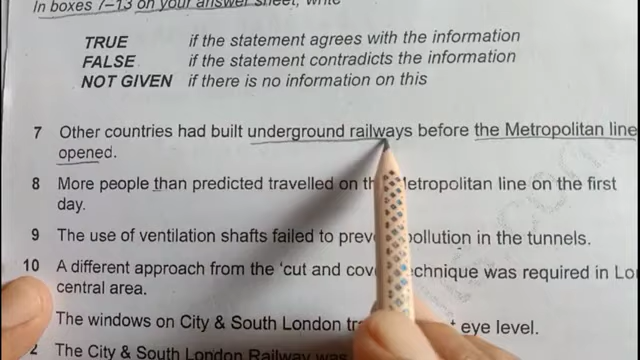 In boxes 7–13 on your answer sheet, write
TRUE if the statement agrees with the information
FALSE if the statement contradicts the information
NOT GIVEN if there is no information on this
7 Other countries had built underground railways before the Metropolitan line
opened.
8 More people than predicted travelled on th Metropolitan line on the first
day.
9 The use of ventilation shafts failed to prev pollution in the tunnels.
10 A different approach from the ‘cut and cov technique was required in Lo
central area.
The windows on City & South London tra eye level.
2 The City & South London Railway was